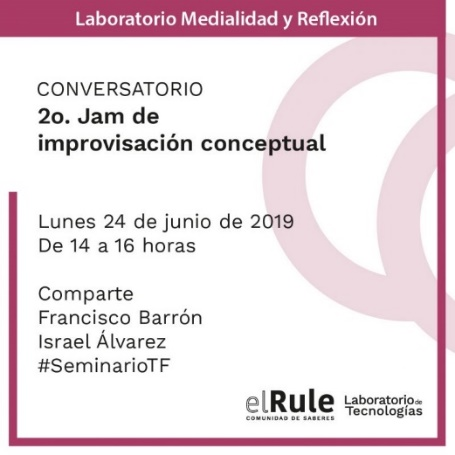 Laboratorio Medialidad y Reflexión
CONVERSATORIO
2o. Jam de
improvisación conceptual
Lunes 24 de junio de 2019
De 14 a 16 horas
Comparte
Francisco Barrón
Israel Álvarez
#SeminarioTF
elRule
COMUNIDAD DE SABERES
Laboratorio de
Tecnologías